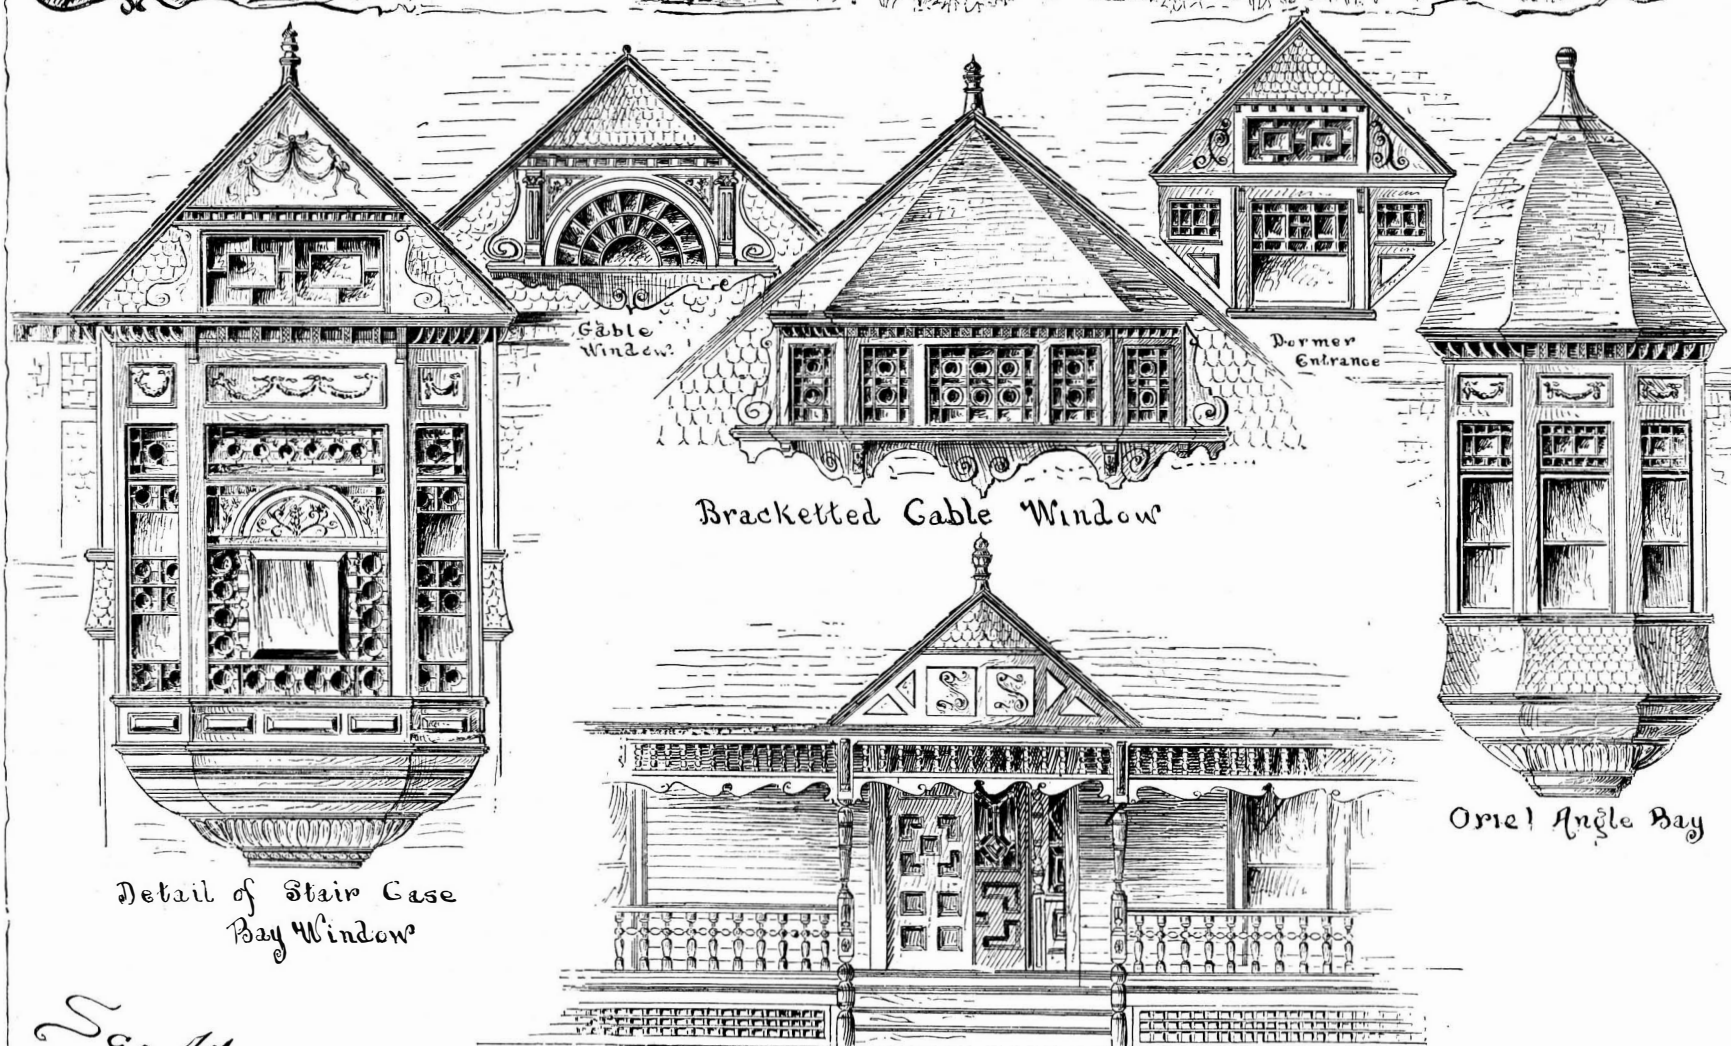 Gable
Window.
Dormer
Entrance
Bracketted Gable Window
Oriel Angle Bay
Detail of Stair Case
Bay Window